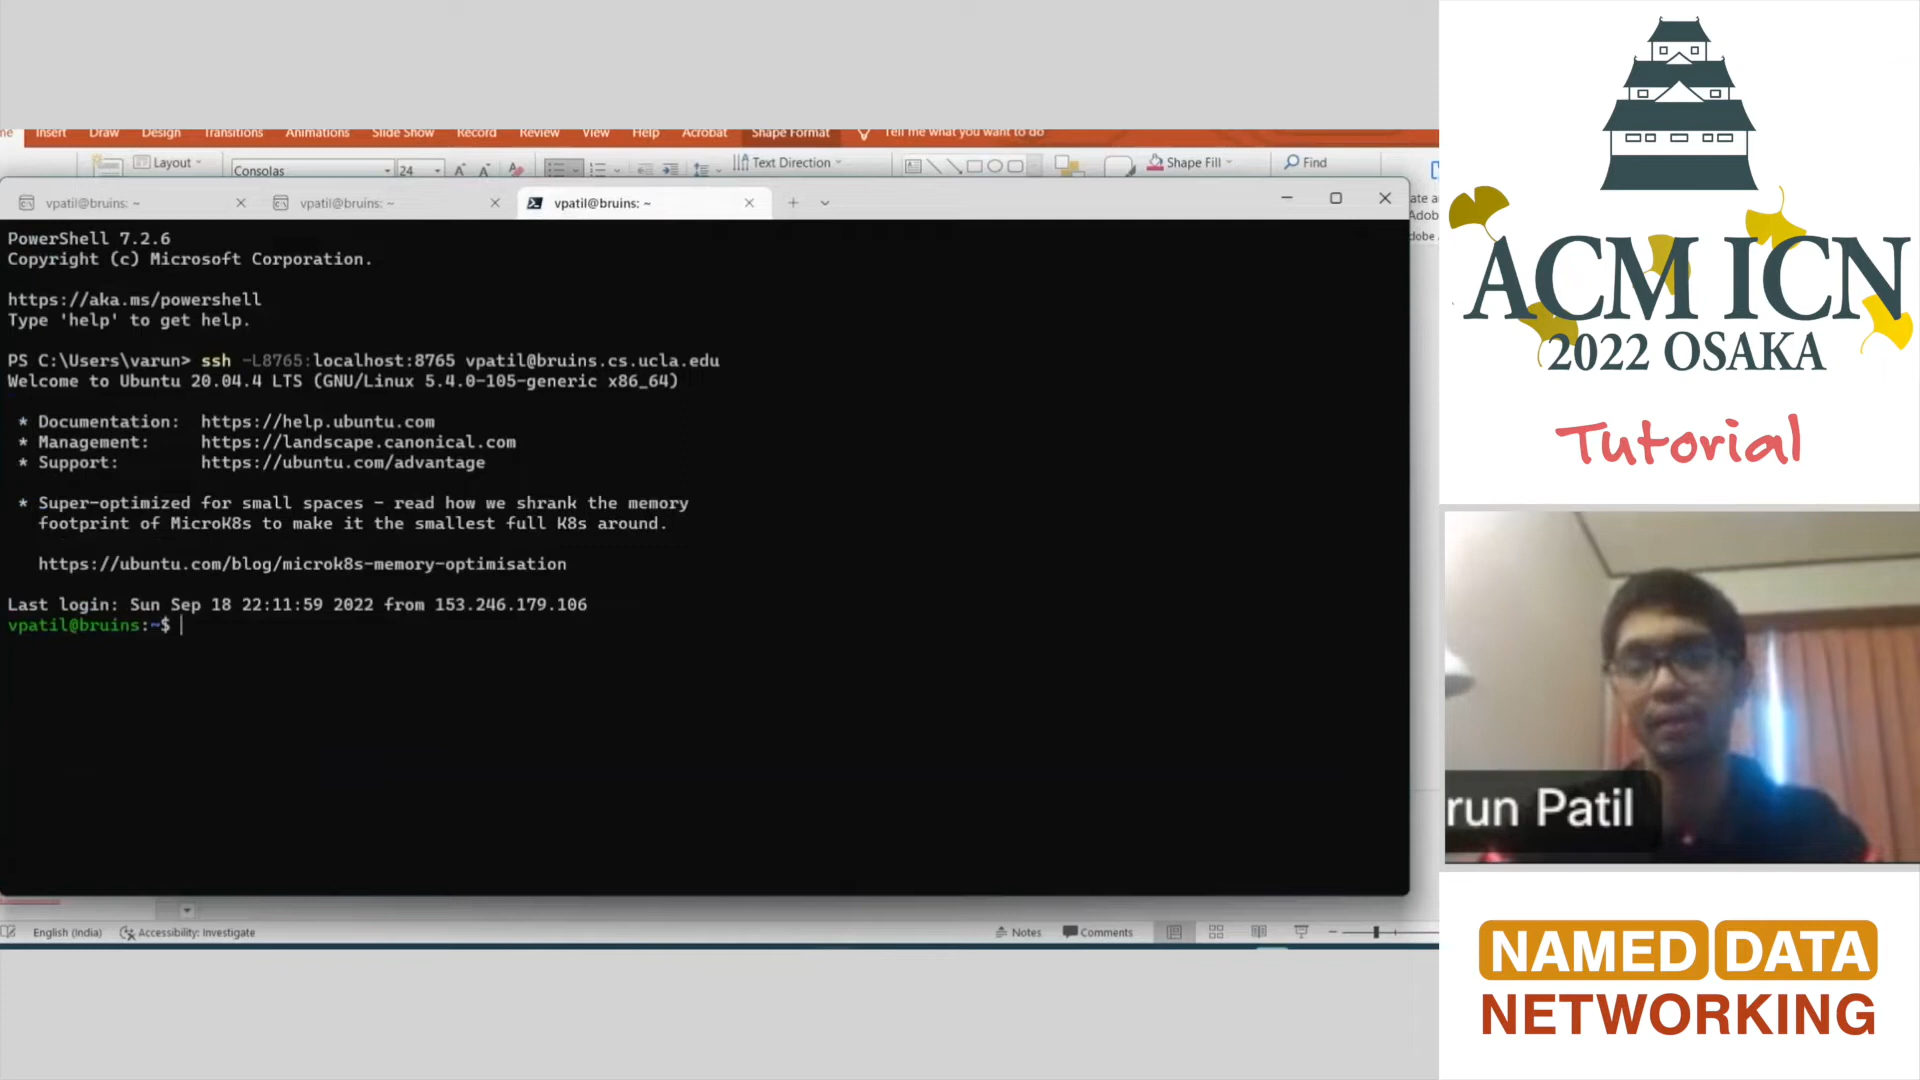 Insert Draw Design Transitions Animations Slide Show Record Review View Help Acrobat Shape Format Tell me what you want to do
Layout Consolas 24 Text Direction Shape Fill Find
vpatil@bruins: ~ vpatil@bruins: ~ vpatil@bruins: ~
PowerShell 7.2.6
Copyright (c) Microsoft Corporation.
https://aka.ms/powershell
Type 'help' to get help.
PS C:\Users\varun> ssh -L8765:localhost:8765 vpatil@bruins.cs.ucla.edu
Welcome to Ubuntu 20.04.4 LTS (GNU/Linux 5.4.0-105-generic x86_64)
* Documentation: https://help.ubuntu.com
* Management: https://landscape.canonical.com
* Support: https://ubuntu.com/advantage
* Super-optimized for small spaces - read how we shrank the memory
footprint of MicroK8s to make it the smallest full K8s around.
https://ubuntu.com/blog/microk8s-memory-optimisation
Last login: Sun Sep 18 22:11:59 2022 from 153.246.179.106
vpatil@bruins:~$
English (India) Accessibility: Investigate Notes Comments
ACM ICN
2022 OSAKA
Tutorial
run Patil
NAMED DATA
NETWORKING